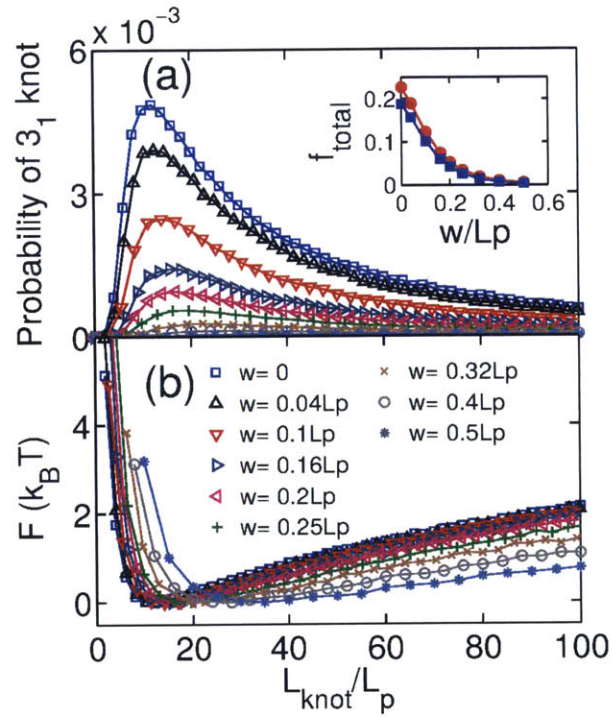 6 × 10⁻³
(a)
Probability of 3₁ knot
3
0
f_total
0.2
0.1
0
0 0.2 0.4 0.6
w/Lp
(b)
F (k_BT)
4
2
0
w= 0
w= 0.04Lp
w= 0.1Lp
w= 0.16Lp
w= 0.2Lp
w= 0.25Lp
w= 0.32Lp
w= 0.4Lp
w= 0.5Lp
0 20 40 60 80 100
L_knot/L_p